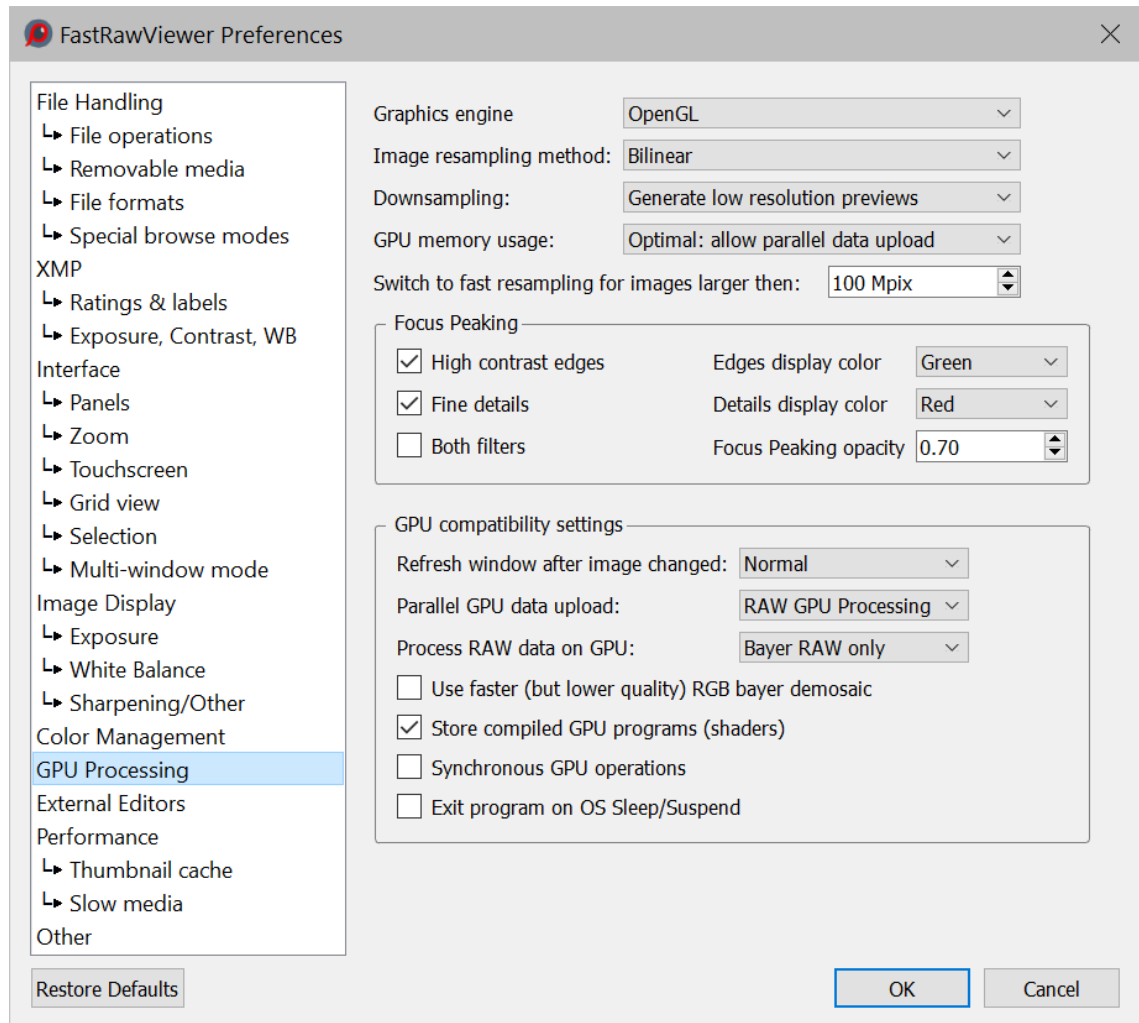 FastRawViewer Preferences
File Handling
File operations
Removable media
File formats
Special browse modes
XMP
Ratings & labels
Exposure, Contrast, WB
Interface
Panels
Zoom
Touchscreen
Grid view
Selection
Multi-window mode
Image Display
Exposure
White Balance
Sharpening/Other
Color Management
GPU Processing
External Editors
Performance
Thumbnail cache
Slow media
Other
Graphics engine OpenGL
Image resampling method: Bilinear
Downsampling: Generate low resolution previews
GPU memory usage: Optimal: allow parallel data upload
Switch to fast resampling for images larger then: 100 Mpix
Focus Peaking
High contrast edges Edges display color Green
Fine details Details display color Red
Both filters Focus Peaking opacity 0.70
GPU compatibility settings
Refresh window after image changed: Normal
Parallel GPU data upload: RAW GPU Processing
Process RAW data on GPU: Bayer RAW only
Use faster (but lower quality) RGB bayer demosaic
Store compiled GPU programs (shaders)
Synchronous GPU operations
Exit program on OS Sleep/Suspend
Restore Defaults OK Cancel